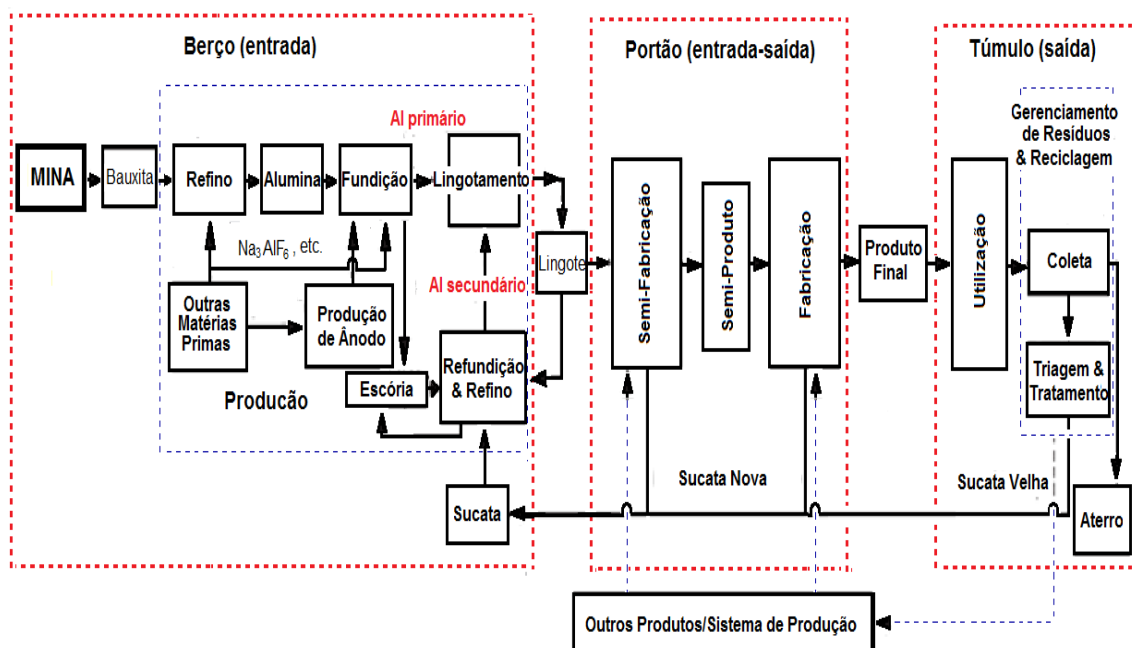 Berço (entrada)
Portão (entrada-saída)
Túmulo (saída)
Gerenciamento
de Resíduos
& Reciclagem
Al primário
MINA
Bauxita
Refino
Alumina
Fundição
Lingotamento
Na3AlF6, etc.
Lingote
Al secundário
Semi-Fabricação
Semi-Produto
Fabricação
Produto
Final
Utilização
Coleta
Outras
Matérias
Primas
Produção
de Ânodo
Escória
Refundição
& Refino
Producão
Triagem &
Tratamento
Sucata Nova
Sucata Velha
Sucata
Aterro
Outros Produtos/Sistema de Produção